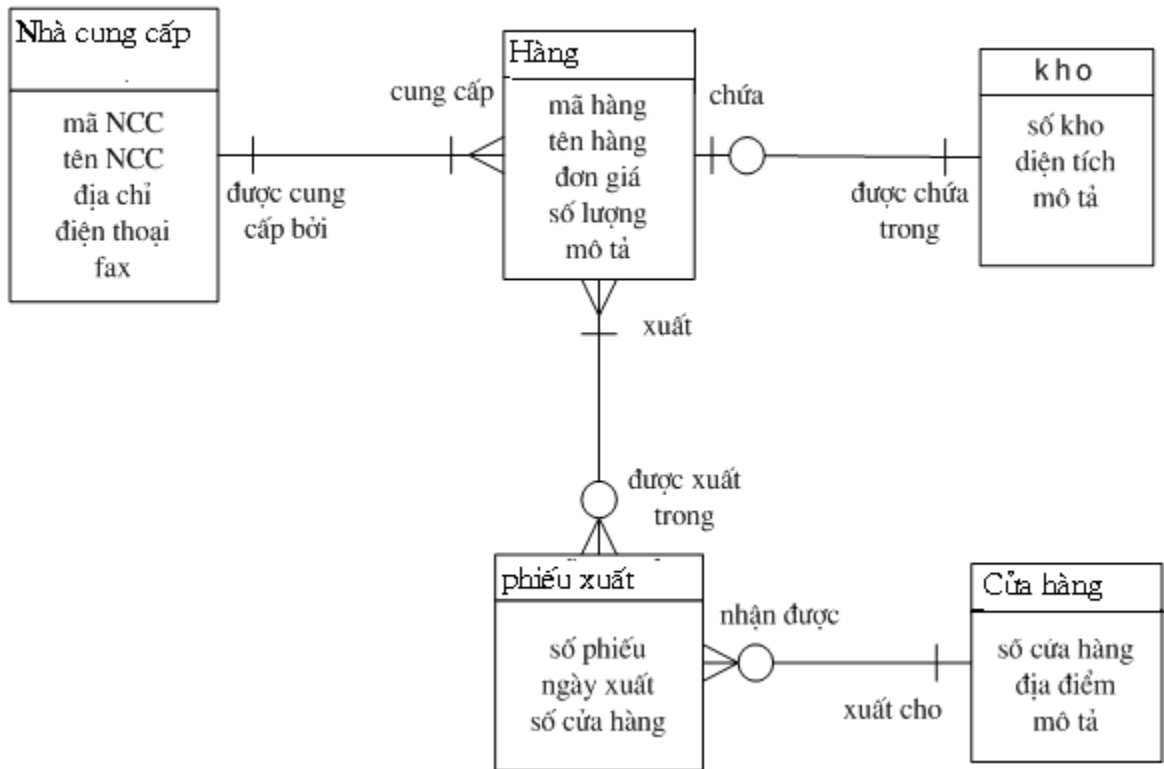 Nhà cung cấp
mã NCC
tên NCC
địa chỉ
điện thoại
fax
cung cấp
được cung
cấp bởi
Hàng
mã hàng
tên hàng
đơn giá
số lượng
mô tả
chứa
được chứa
trong
kho
số kho
diện tích
mô tả
xuất
được xuất
trong
phiếu xuất
số phiếu
ngày xuất
số cửa hàng
nhận được
xuất cho
Cửa hàng
số cửa hàng
địa điểm
mô tả